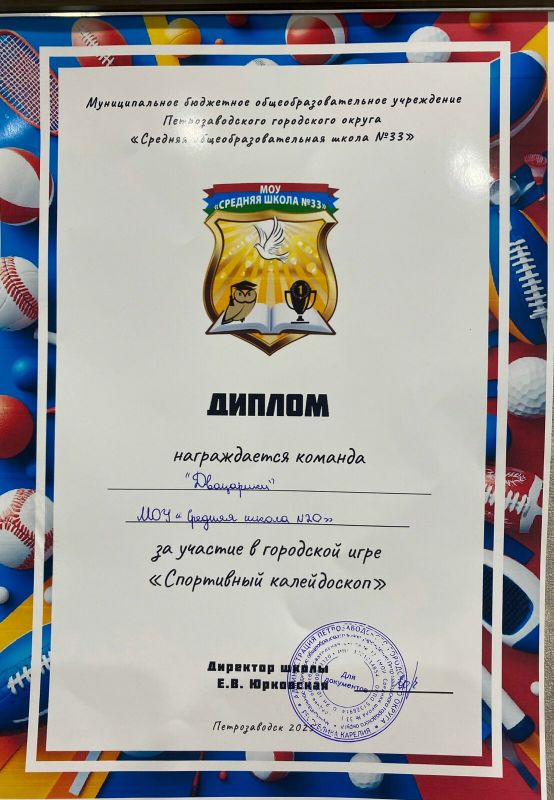 Муниципальное бюджетное общеобразовательное учреждение
Петрозаводского городского округа
«Средняя общеобразовательная школа №33»
МОУ
«СРЕДНЯЯ ШКОЛА №33»
1
ДИПЛОМ
награждается команда
МОУ «Средняя школа №20»
за участие в городской игре
«Спортивный калейдоскоп»
Директор школы
Е.В. Юрковская
Для
документов
Петрозаводск